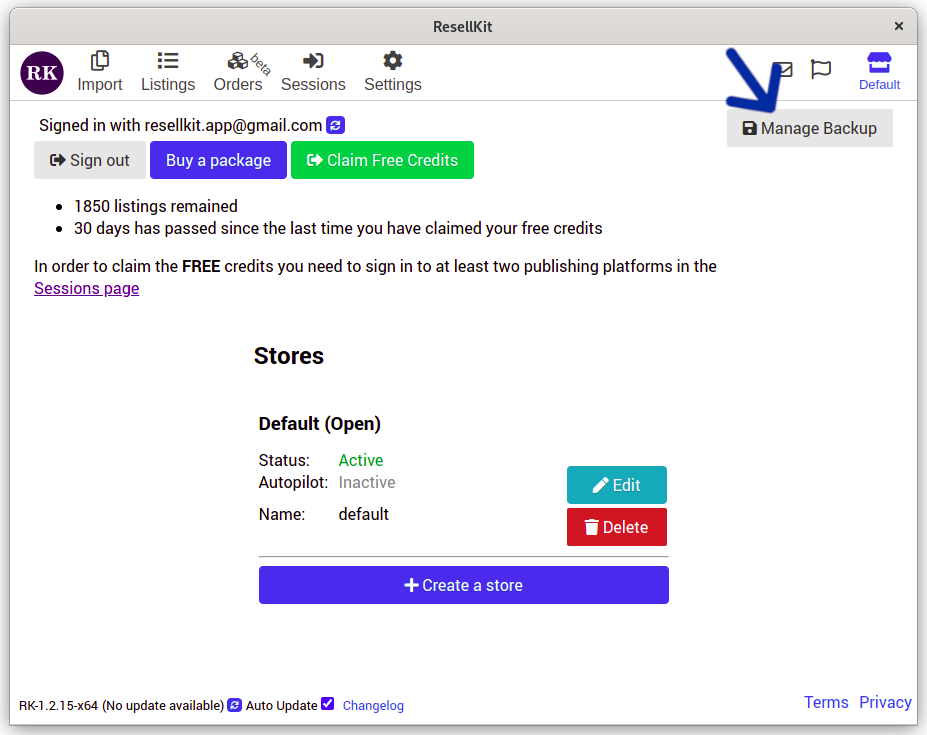 ResellKit
RK Import Listings Orders beta Sessions Settings Default
Signed in with resellkit.app@gmail.com
Manage Backup
Sign out Buy a package Claim Free Credits
1850 listings remained
30 days has passed since the last time you have claimed your free credits
In order to claim the FREE credits you need to sign in to at least two publishing platforms in the
Sessions page
Stores
Default (Open)
Status: Active
Autopilot: Inactive
Edit
Name: default
Delete
Create a store
RK-1.2.15-x64 (No update available) Auto Update Changelog
Terms Privacy